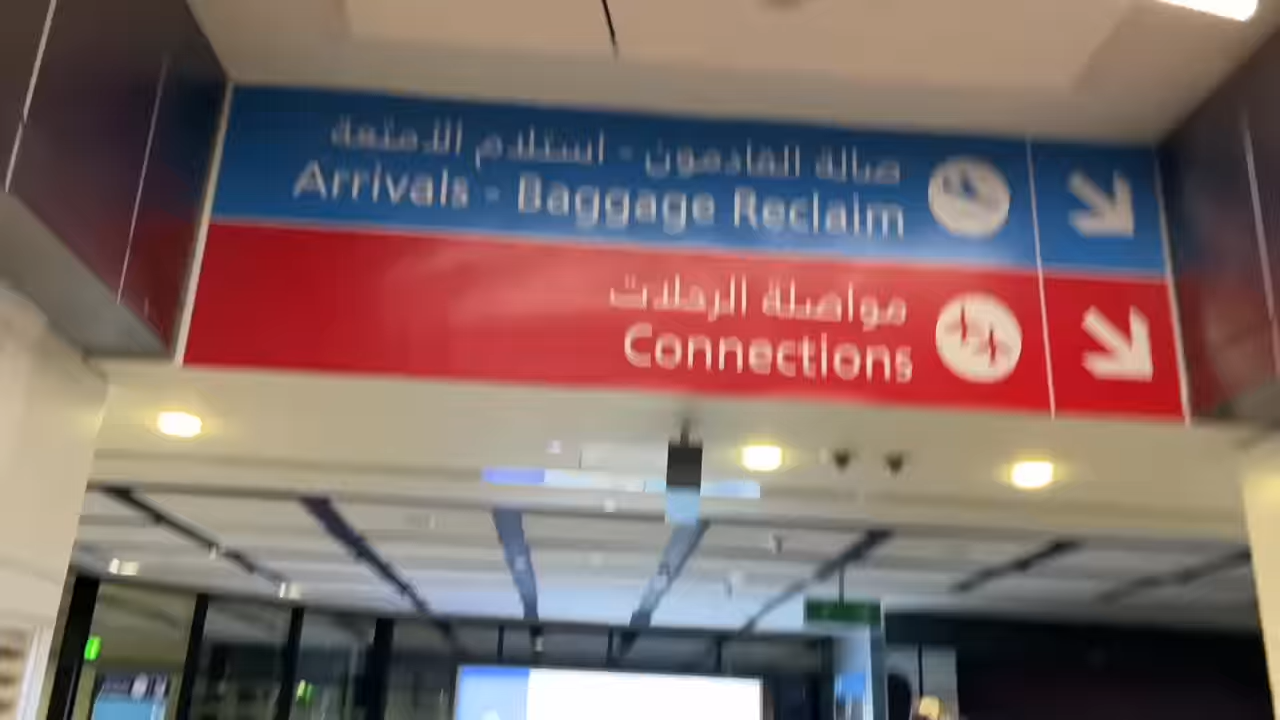 صالة القادمون - استلام الأمتعة
Arrivals - Baggage Reclaim
مواصلة الرحلات
Connections